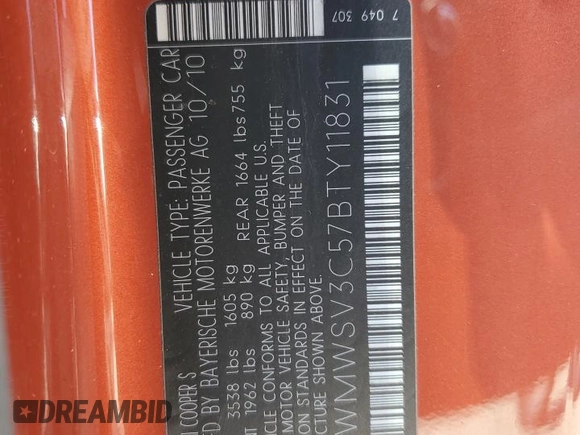 7 049 307
COOPER S VEHICLE TYPE: PASSENGER CAR
BY BAYERISCHE MOTORENWERKE AG 10/10
3538 lbs 1605 kg
1962 lbs 890 kg REAR 1664 lbs 755 kg
CONFORMS TO ALL APPLICABLE U.S.
MOTOR VEHICLE SAFETY, BUMPER AND THEFT
STANDARDS IN EFFECT ON THE DATE OF
SHOWN ABOVE.
WMWSV3C57BTY11831
DREAMBID